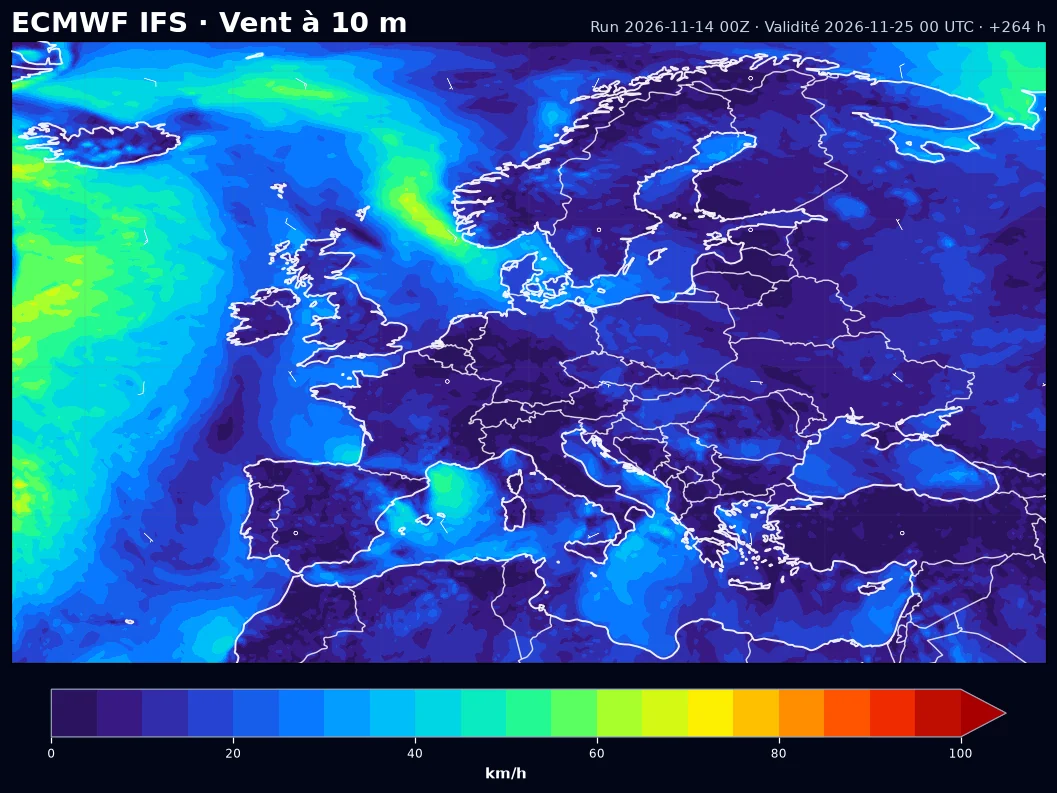 ECMWF IFS · Vent à 10 m
Run 2026-11-14 00Z · Validité 2026-11-25 00 UTC · +264 h
0 20 40 60 80 100
km/h